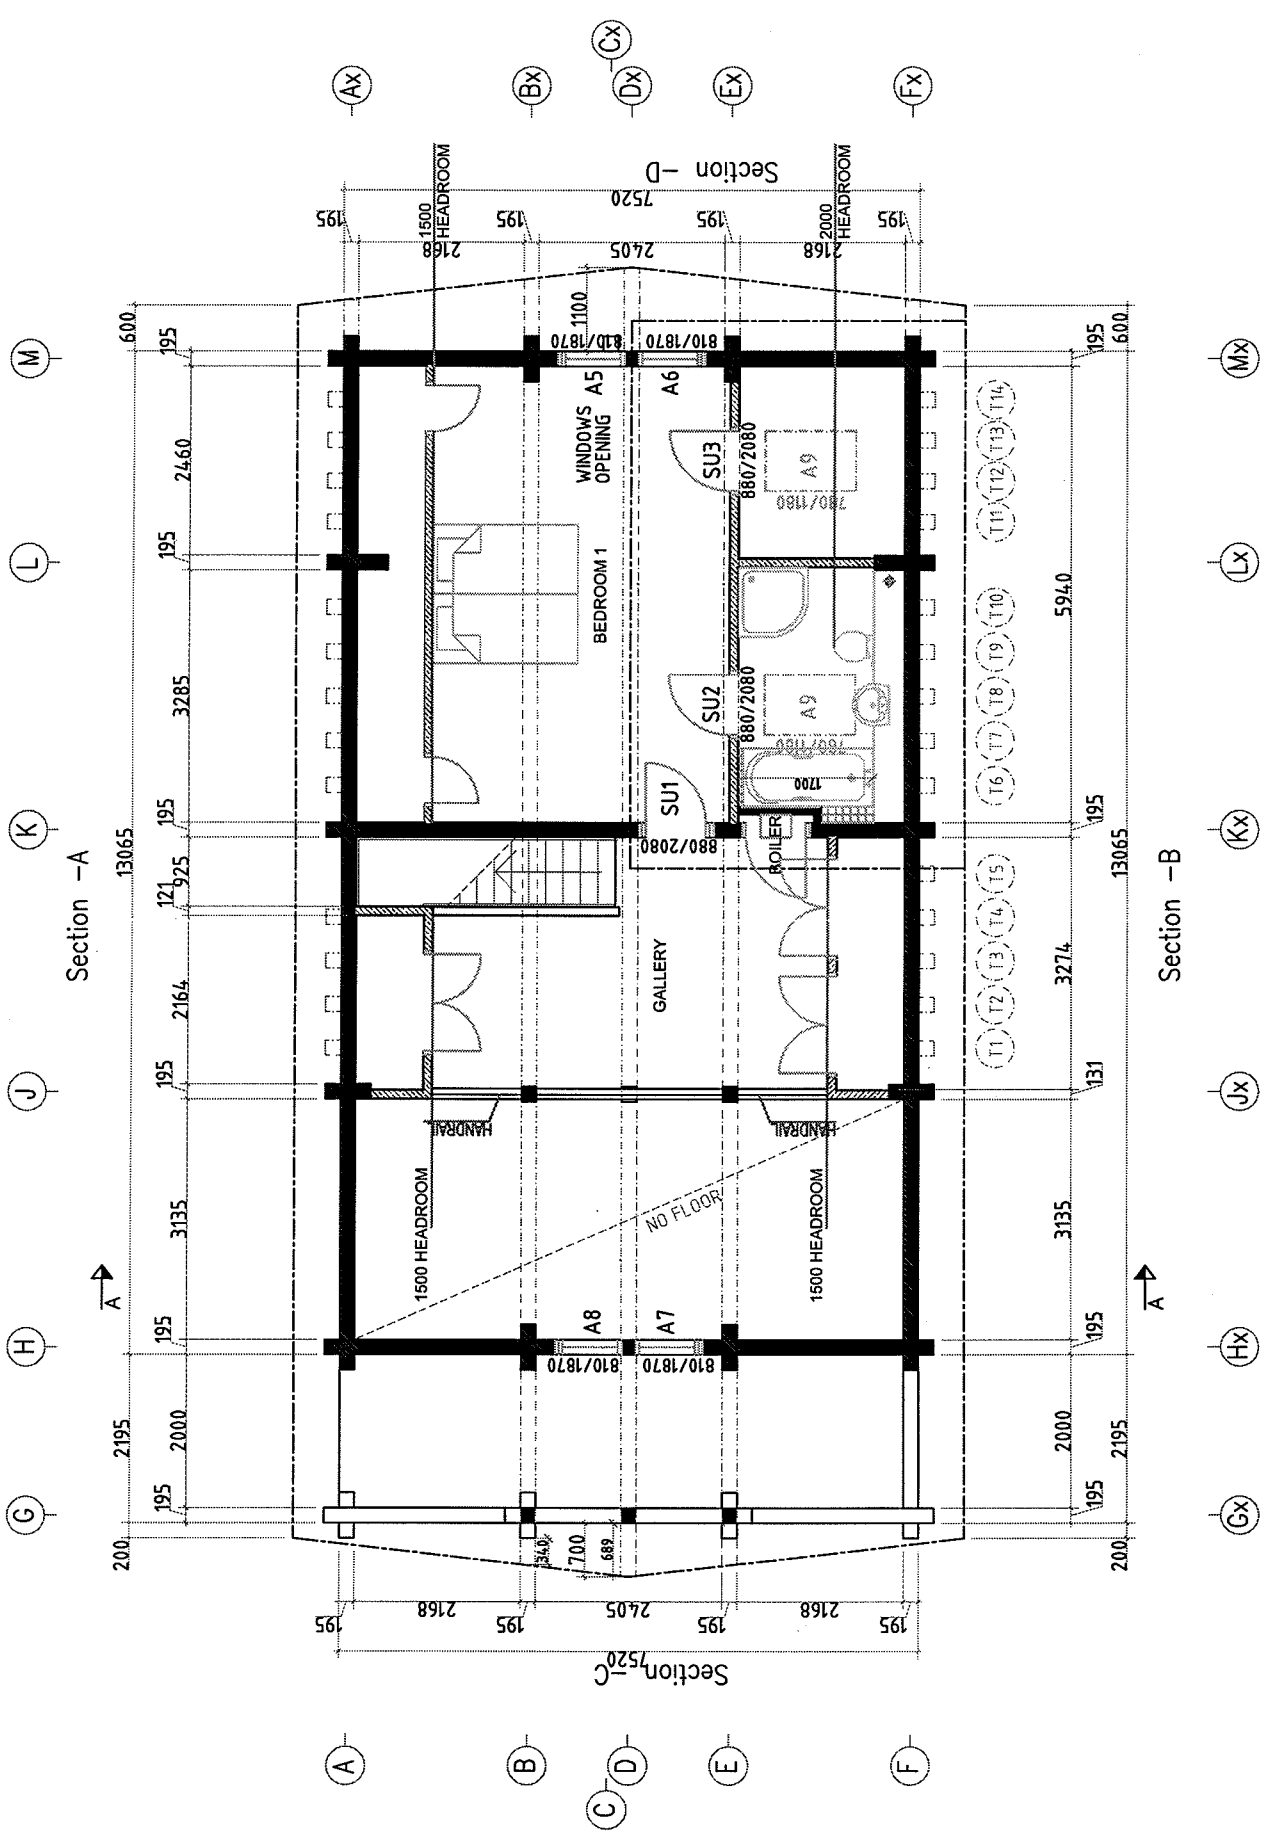 Cx
Ax
Bx
Dx
Ex
Fx
Section -D
7520
195
1500
HEADROOM
2168
195
2405
195
2000
HEADROOM
2168
195
600
1100
600
M
195
810/1870
810/1870
195
Mx
A5
A6
2460
WINDOWS
OPENING
SU3
880/2080
A9
780/1180
T14
T13
T12
T11
L
195
Lx
BEDROOM 1
5940
3285
SU2
880/2080
A9
780/1180
T10
T9
T8
T7
T6
SU1
1700
K
195
880/2080
BOILER
195
Kx
Section -A
13065
925
121
13065
Section -B
2164
GALLERY
3274
T5
T4
T3
T2
T1
J
195
131
Jx
HANDRAIL
HANDRAIL
3135
1500 HEADROOM
NO FLOOR
1500 HEADROOM
3135
A
A
H
195
A8
A7
195
Hx
810/1870
810/1870
2195
2000
2000
2195
G
195
195
Gx
200
340
700
689
200
195
2168
195
2405
195
2168
195
7520
Section -C
A
B
D
E
F
C